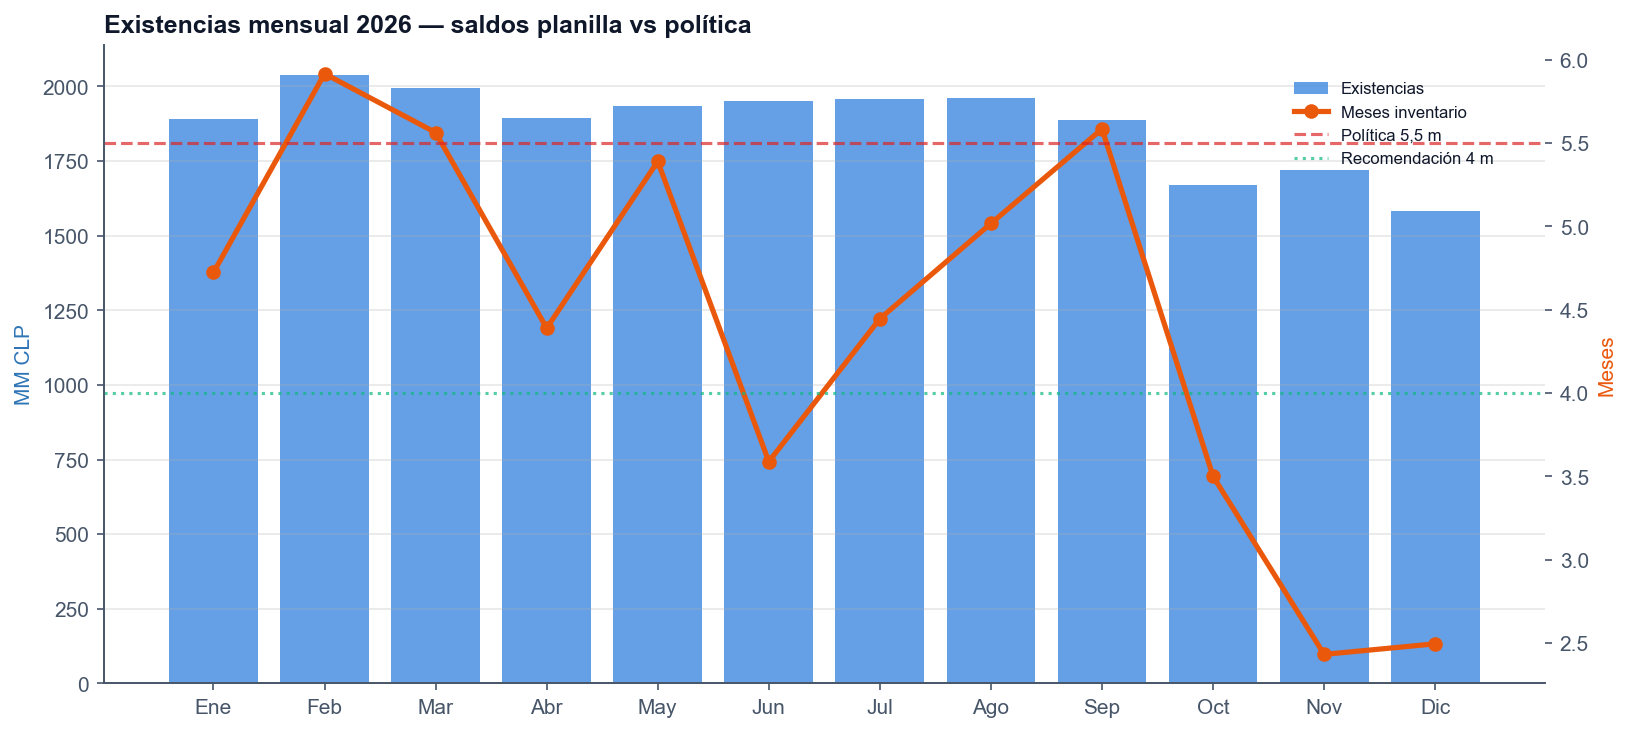 Existencias mensual 2026 — saldos planilla vs política
MM CLP
2000
1750
1500
1250
1000
750
500
250
0
6.0
5.5
5.0
4.5
4.0
3.5
3.0
2.5
Meses
Existencias
Meses inventario
Política 5,5 m
Recomendación 4 m
Ene Feb Mar Abr May Jun Jul Ago Sep Oct Nov Dic